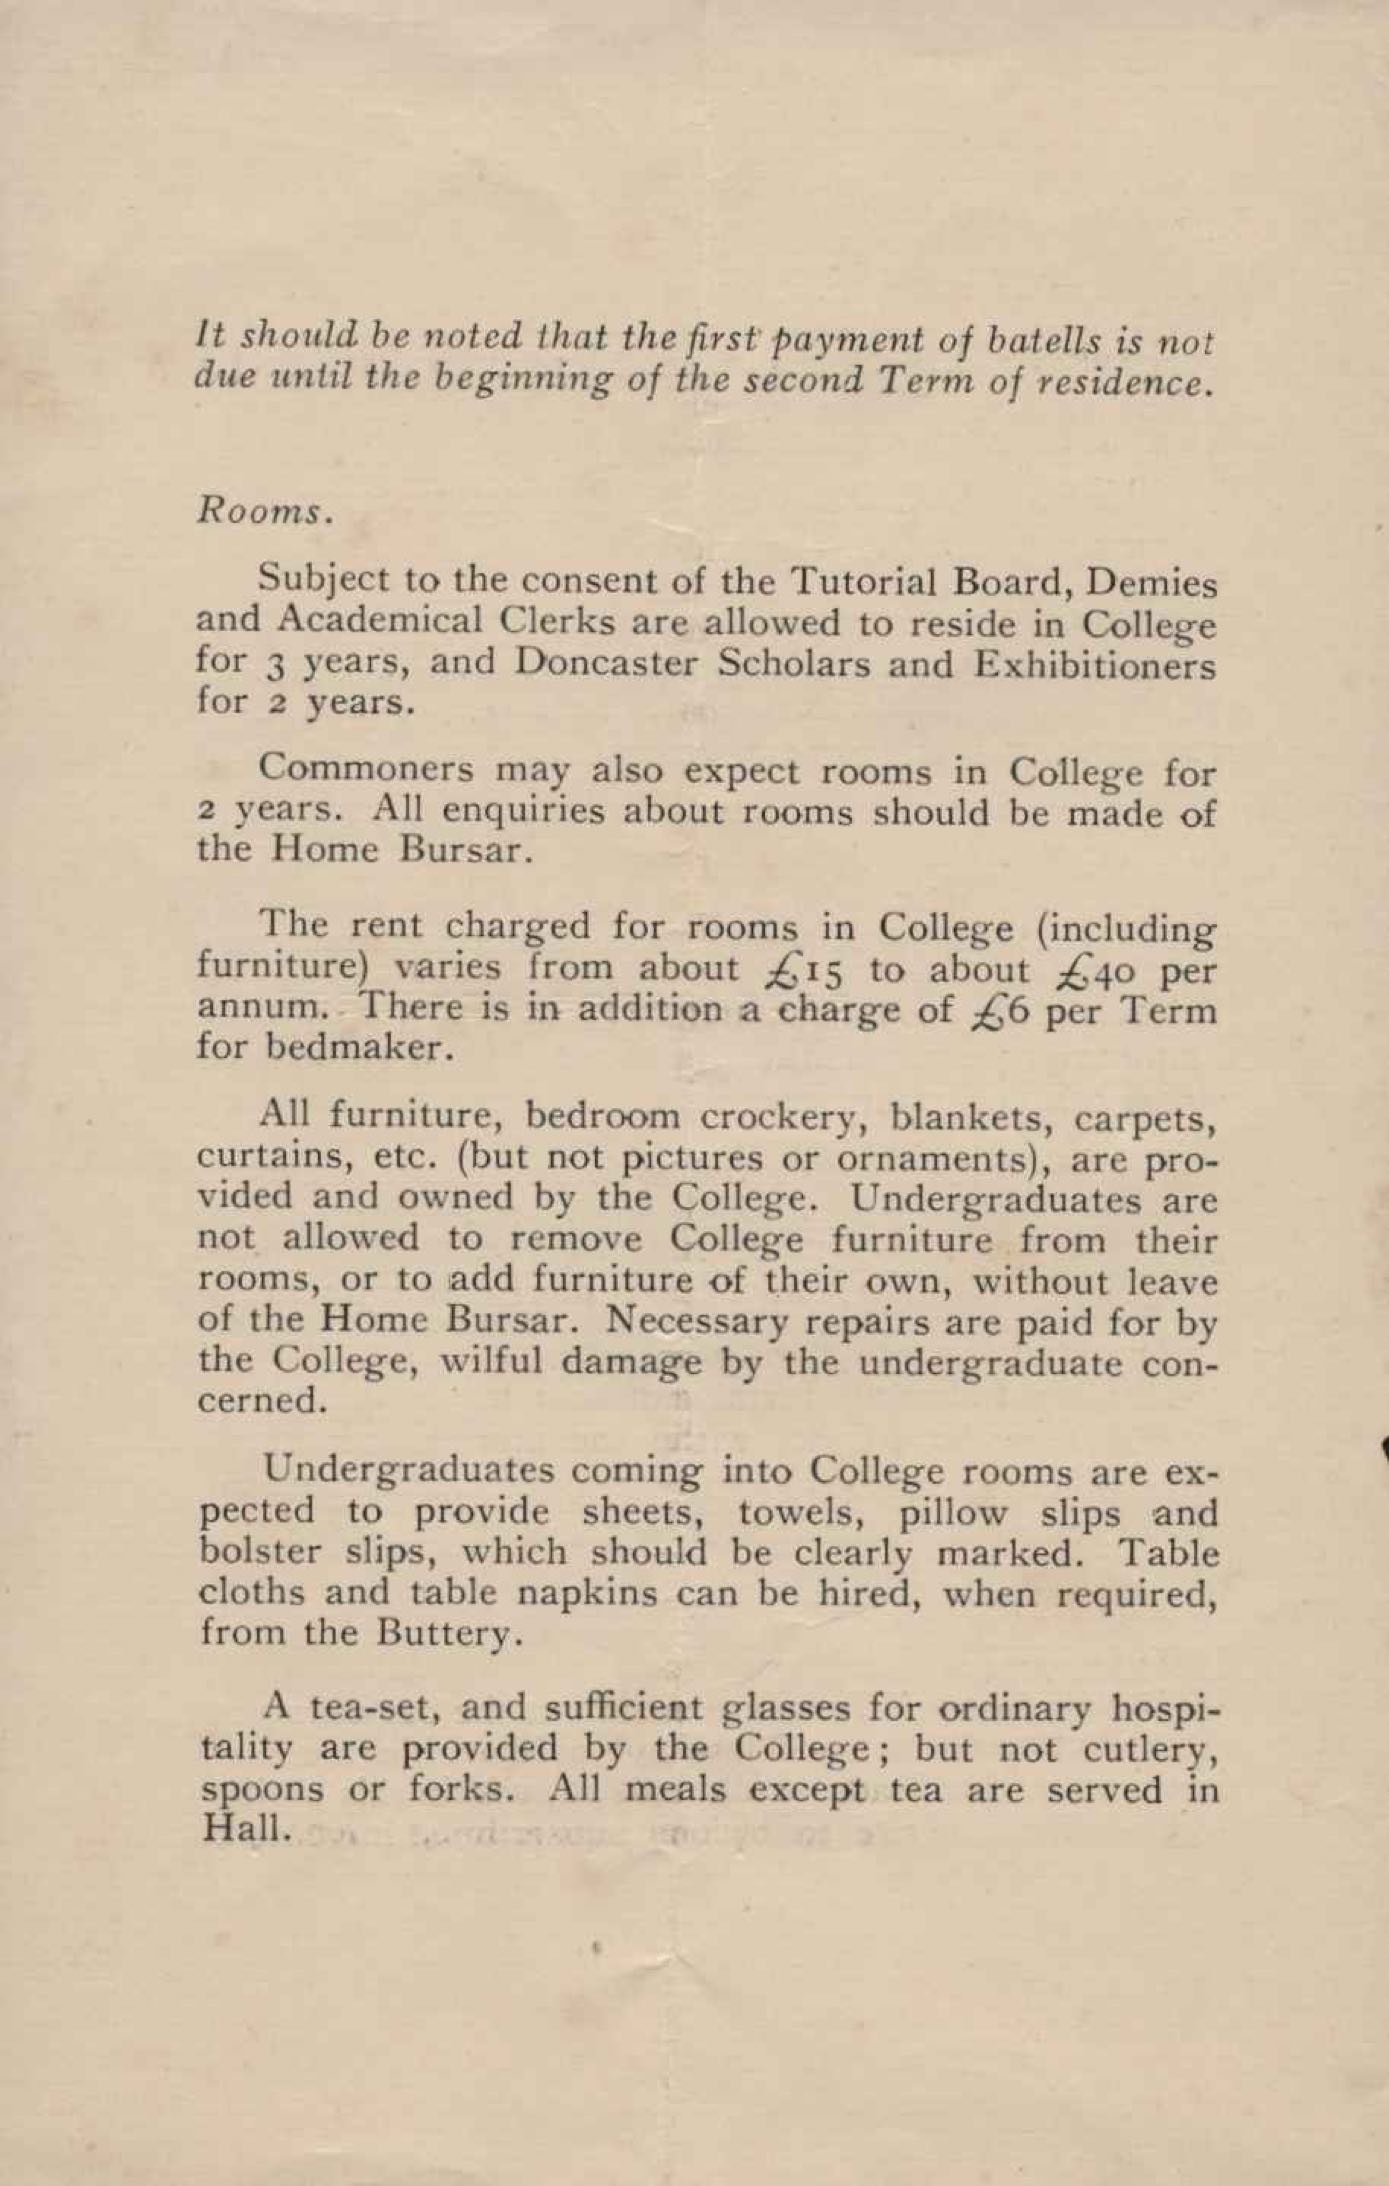 It should be noted that the first payment of batells is not
due until the beginning of the second Term of residence.
Rooms.
Subject to the consent of the Tutorial Board, Demies
and Academical Clerks are allowed to reside in College
for 3 years, and Doncaster Scholars and Exhibitioners
for 2 years.
Commoners may also expect rooms in College for
2 years. All enquiries about rooms should be made of
the Home Bursar.
The rent charged for rooms in College (including
furniture) varies from about £15 to about £40 per
annum. There is in addition a charge of £6 per Term
for bedmaker.
All furniture, bedroom crockery, blankets, carpets,
curtains, etc. (but not pictures or ornaments), are pro-
vided and owned by the College. Undergraduates are
not allowed to remove College furniture from their
rooms, or to add furniture of their own, without leave
of the Home Bursar. Necessary repairs are paid for by
the College, wilful damage by the undergraduate con-
cerned.
Undergraduates coming into College rooms are ex-
pected to provide sheets, towels, pillow slips and
bolster slips, which should be clearly marked. Table
cloths and table napkins can be hired, when required,
from the Buttery.
A tea-set, and sufficient glasses for ordinary hospi-
tality are provided by the College; but not cutlery,
spoons or forks. All meals except tea are served in
Hall.